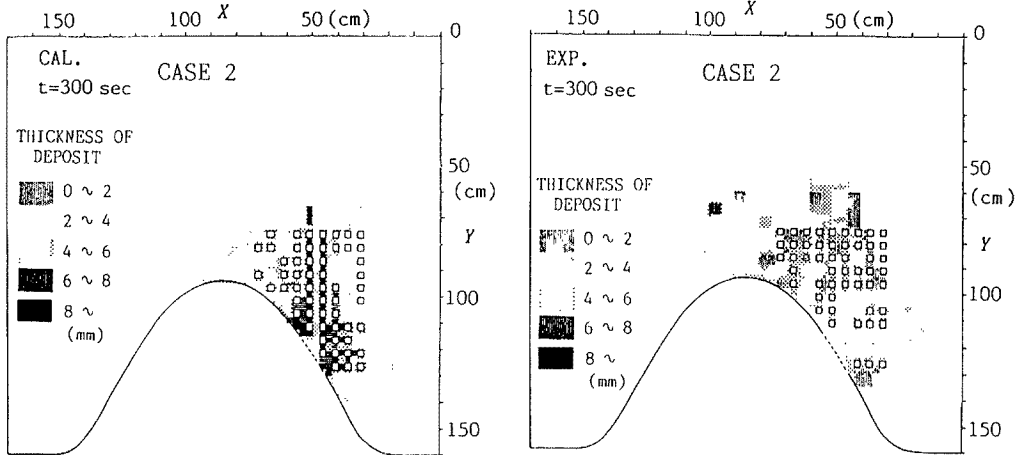 150 100 X 50 (cm) 0
CAL. CASE 2
t=300 sec
THICKNESS OF
DEPOSIT
0 ~ 2
2 ~ 4
4 ~ 6
6 ~ 8
8 ~
(mm)
50
(cm)
Y
100
150
150 100 X 50 (cm) 0
EXP. CASE 2
t=300 sec
THICKNESS OF
DEPOSIT
0 ~ 2
2 ~ 4
4 ~ 6
6 ~ 8
8 ~
(mm)
50
(cm)
Y
100
150